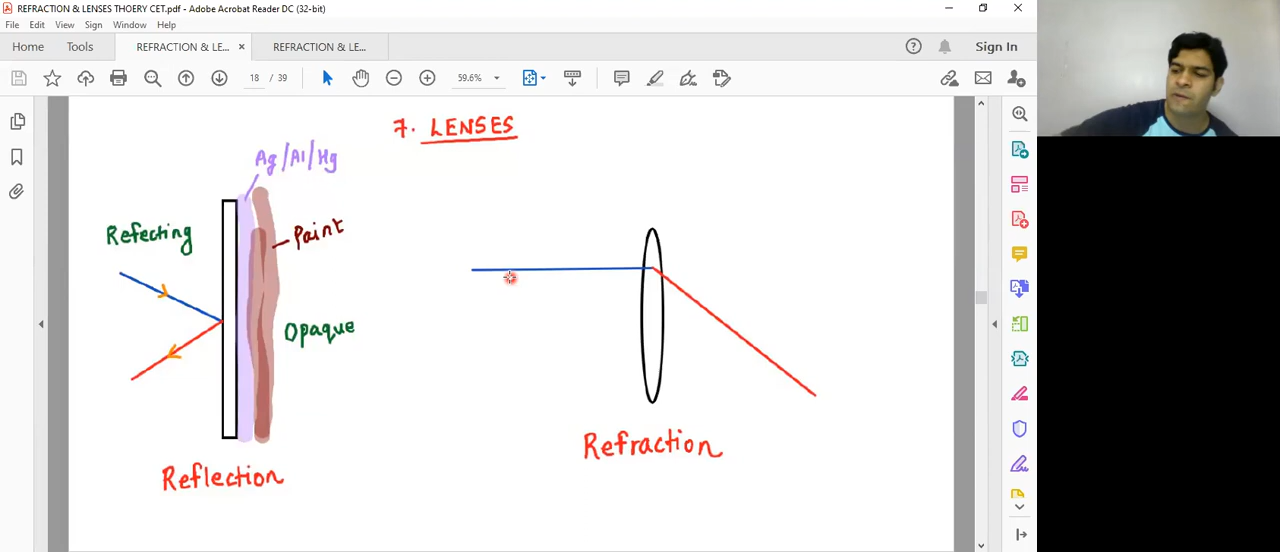 REFRACTION & LENSES THOERY CET.pdf - Adobe Acrobat Reader DC (32-bit)
File Edit View Sign Window Help
Home Tools REFRACTION & LE... × REFRACTION & LE... Sign In
18 / 39 59.6%
7. LENSES
Ag/Al/Hg
Refecting
Paint
Opaque
Refraction
Reflection